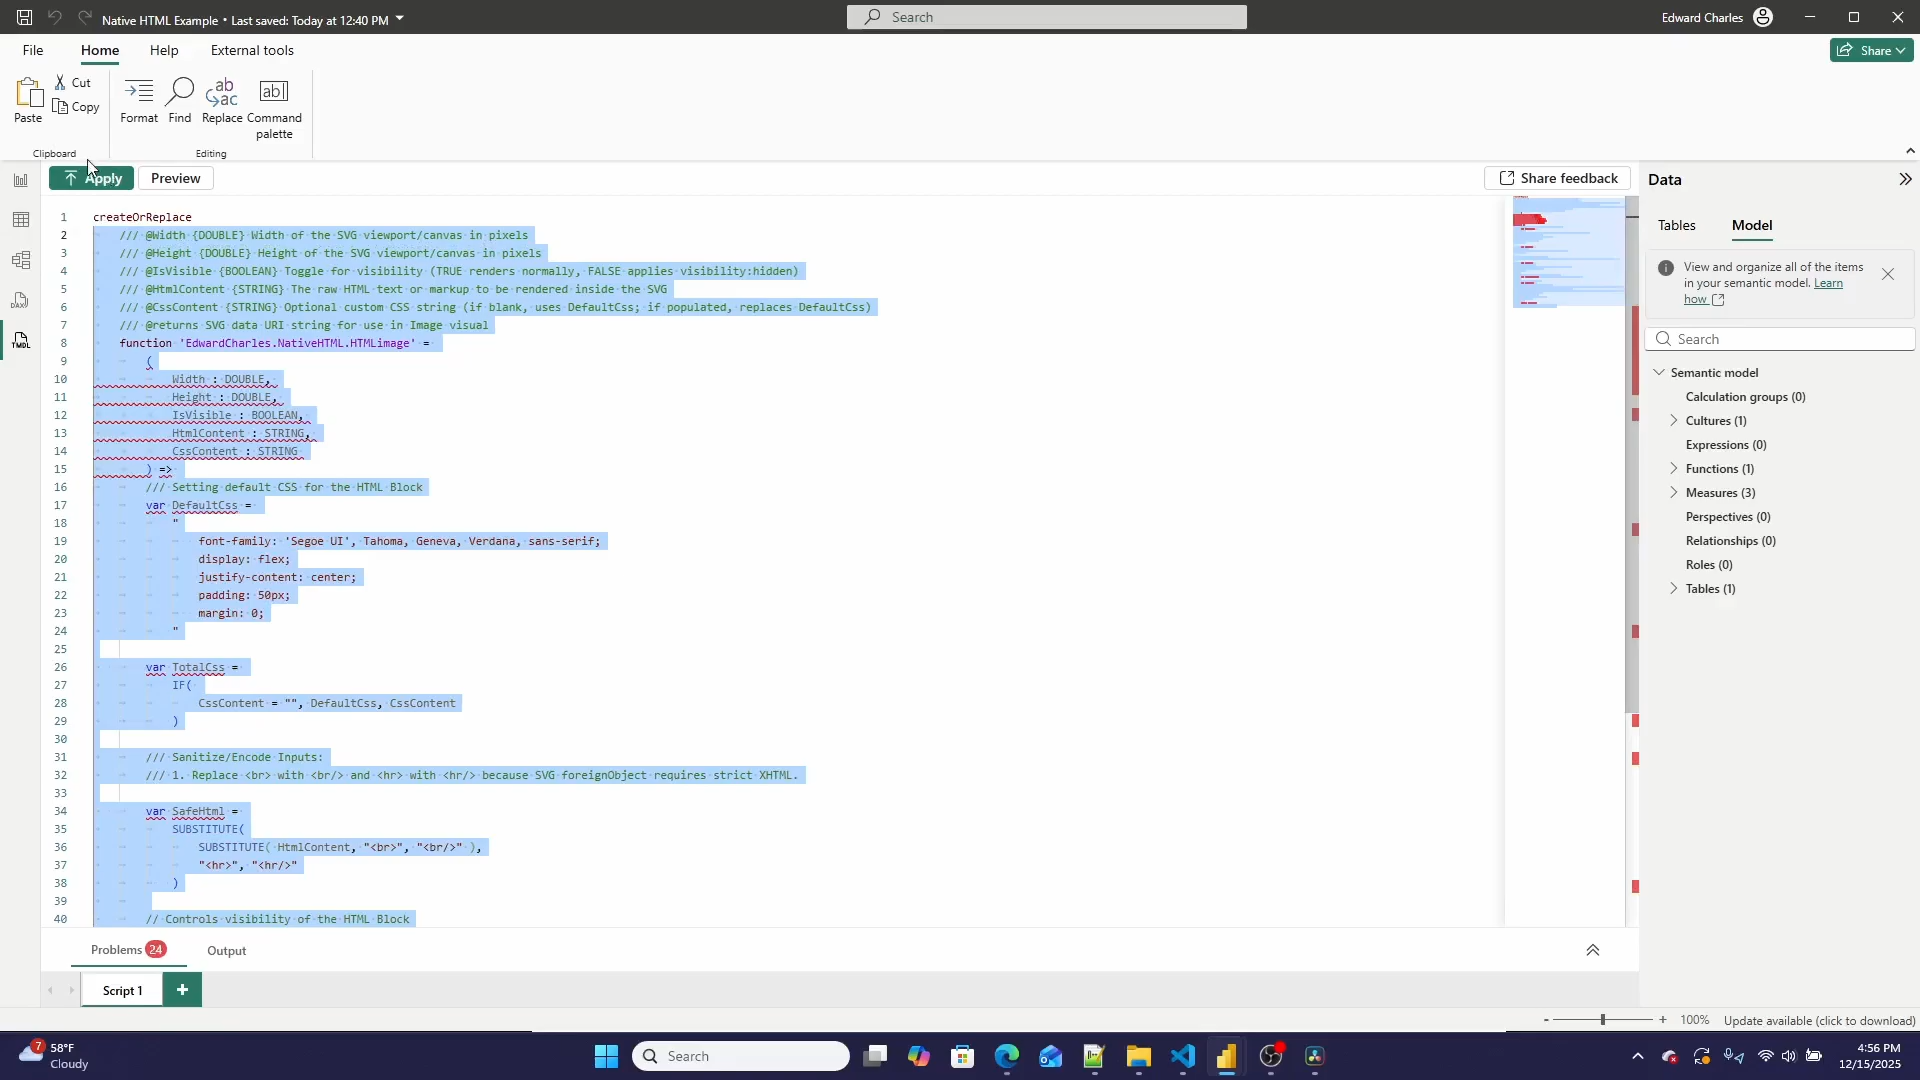 Native HTML Example • Last saved: Today at 12:40 PM
Search
Edward Charles
File
Home
Help
External tools
Share
Paste
Cut
Copy
Clipboard
Format
Find
Replace
Command palette
Editing
Apply
Preview
Share feedback
1 createOrReplace
2 /// @Width {DOUBLE} Width of the SVG viewport/canvas in pixels
3 /// @Height {DOUBLE} Height of the SVG viewport/canvas in pixels
4 /// @IsVisible {BOOLEAN} Toggle for visibility (TRUE renders normally, FALSE applies visibility:hidden)
5 /// @HtmlContent {STRING} The raw HTML text or markup to be rendered inside the SVG
6 /// @CssContent {STRING} Optional custom CSS string (if blank, uses DefaultCss; if populated, replaces DefaultCss)
7 /// @returns SVG data URI string for use in Image visual
8 function 'EdwardCharles.NativeHTML.HTMLimage' =
9 (
10 Width : DOUBLE,
11 Height : DOUBLE,
12 IsVisible : BOOLEAN,
13 HtmlContent : STRING,
14 CssContent : STRING
15 ) =>
16 /// Setting default CSS for the HTML Block
17 var DefaultCss =
18 "
19 font-family: 'Segoe UI', Tahoma, Geneva, Verdana, sans-serif;
20 display: flex;
21 justify-content: center;
22 padding: 50px;
23 margin: 0;
24 "
25
26 var TotalCss =
27 IF(
28 CssContent = "", DefaultCss, CssContent
29 )
30
31 /// Sanitize/Encode Inputs:
32 /// 1. Replace <br> with <br/> and <hr> with <hr/> because SVG foreignObject requires strict XHTML.
33
34 var SafeHtml =
35 SUBSTITUTE(
36 SUBSTITUTE( HtmlContent, "<br>", "<br/>" ),
37 "<hr>", "<hr/>"
38 )
39
40 // Controls visibility of the HTML Block
Problems 24
Output
Script 1
Data
Tables
Model
View and organize all of the items
in your semantic model. Learn
how
Search
Semantic model
Calculation groups (0)
Cultures (1)
Expressions (0)
Functions (1)
Measures (3)
Perspectives (0)
Relationships (0)
Roles (0)
Tables (1)
- + 100%
Update available (click to download)
7
58°F
Cloudy
Search
4:56 PM
12/15/2025